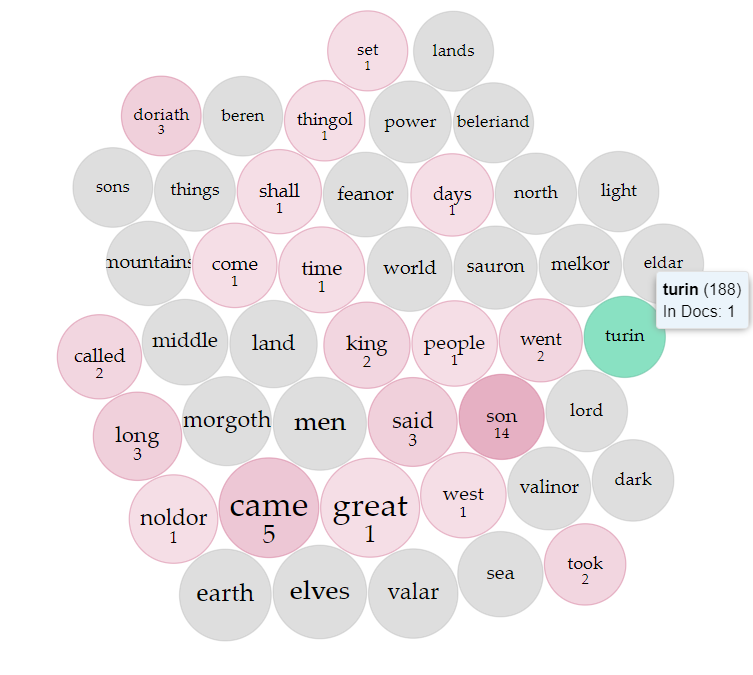 set
1
lands
doriath
3
beren
thingol
1
power
beleriand
sons
things
shall
1
feanor
days
1
north
light
mountains
come
1
time
1
world
sauron
melkor
eldar
turin (188)
In Docs: 1
called
2
middle
land
king
2
people
1
went
2
turin
long
3
morgoth
men
said
3
son
14
lord
noldor
1
came
5
great
1
west
1
valinor
dark
earth
elves
valar
sea
took
2